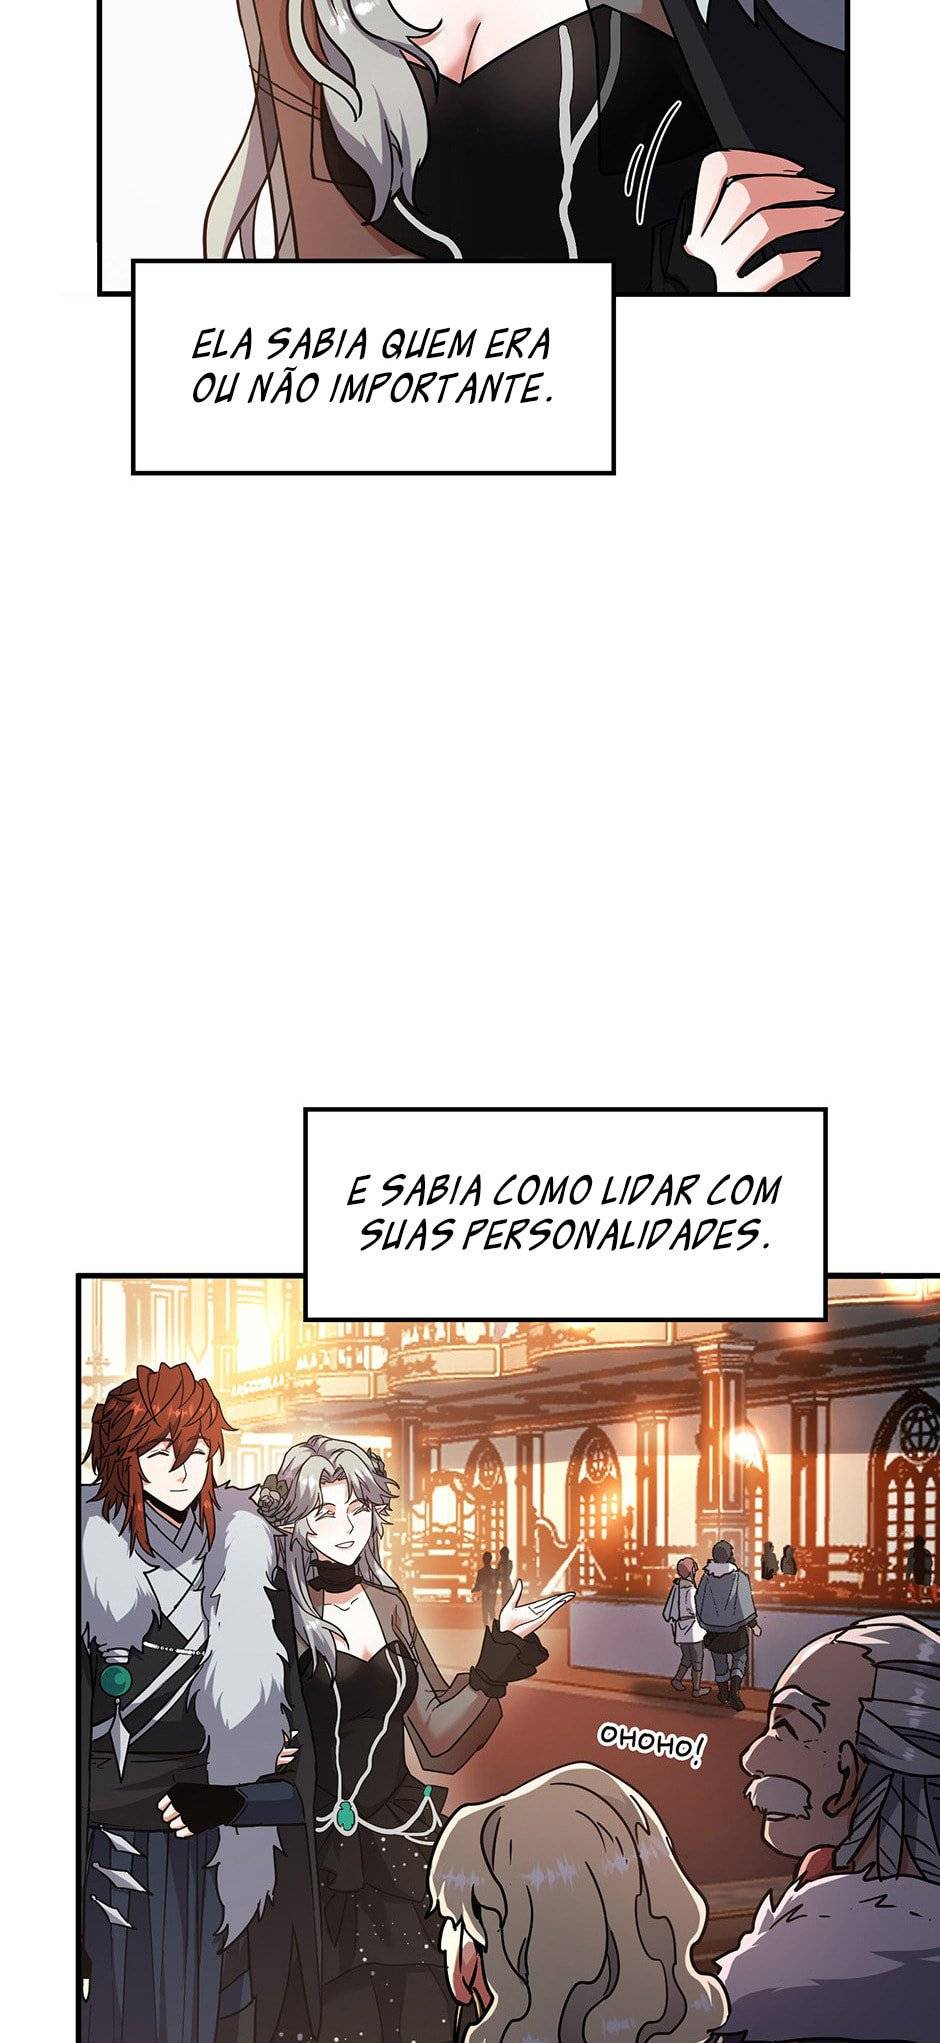 ELA SABIA QUEM ERA
OU NÃO IMPORTANTE.
E SABIA COMO LIDAR COM
SUAS PERSONALIDADES.
OHOHO!